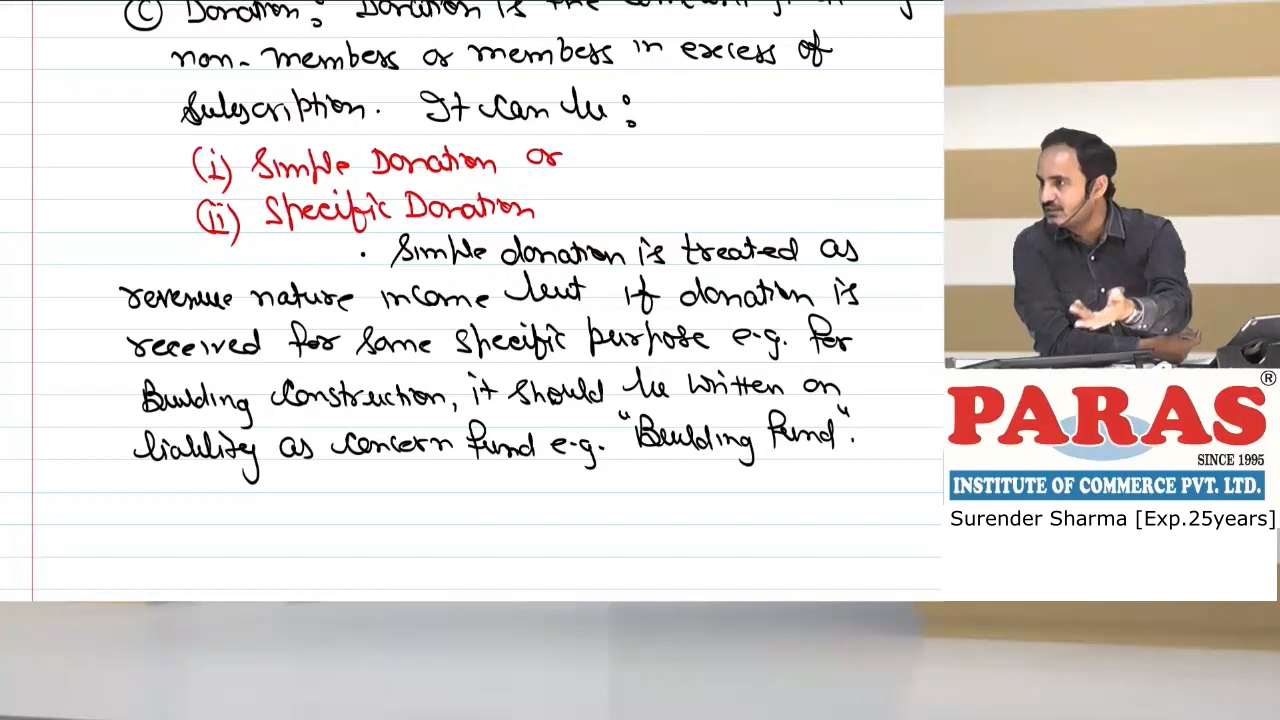 (C) Donation: Donation is the
non-members or members in excess of
Subscription. It can be:
(i) Simple Donation or
(ii) Specific Donation
. Simple donation is treated as
revenue nature income but if donation is
received for some specific purpose e.g. for
Building Construction, it should be written on
liability as concern fund e.g. "Building Fund".
PARAS ®
SINCE 1995
INSTITUTE OF COMMERCE PVT. LTD.
Surender Sharma [Exp.25years]